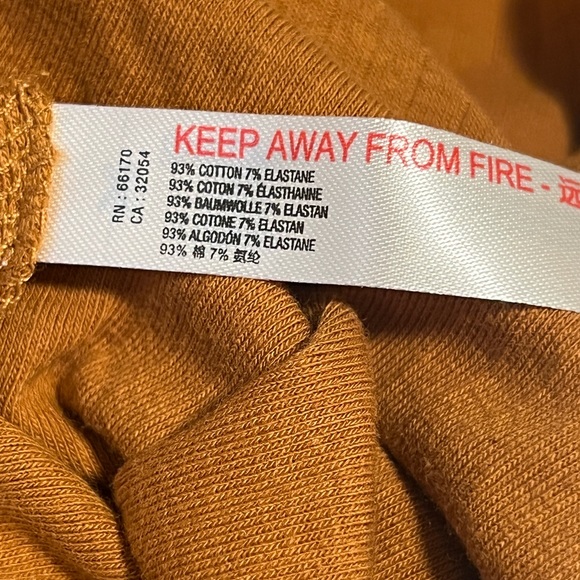 RN : 66170
CA : 32054
KEEP AWAY FROM FIRE -
93% COTTON 7% ELASTANE
93% COTON 7% ÉLASTHANNE
93% BAUMWOLLE 7% ELASTAN
93% COTONE 7% ELASTAN
93% ALGODÓN 7% ELASTANE
93% 棉 7% 氨纶